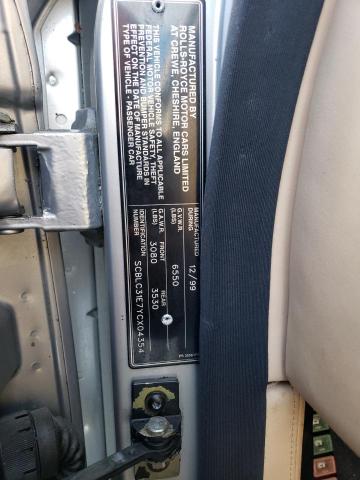 MANUFACTURED BY
ROLLS-ROYCE MOTOR CARS LIMITED
AT CREWE, CHESHIRE, ENGLAND
THIS VEHICLE CONFORMS TO ALL APPLICABLE
FEDERAL MOTOR VEHICLE SAFETY, THEFT
PREVENTION AND BUMPER STANDARDS IN
EFFECT ON THE DATE OF MANUFACTURE
TYPE OF VEHICLE - PASSENGER CAR
MANUFACTURED
DURING 12/99
G.V.W.R.
(LBS) 6550
G.A.W.R. FRONT REAR
(LBS) 3080 3530
IDENTIFICATION
NUMBER SCBLC31E7YCX04354